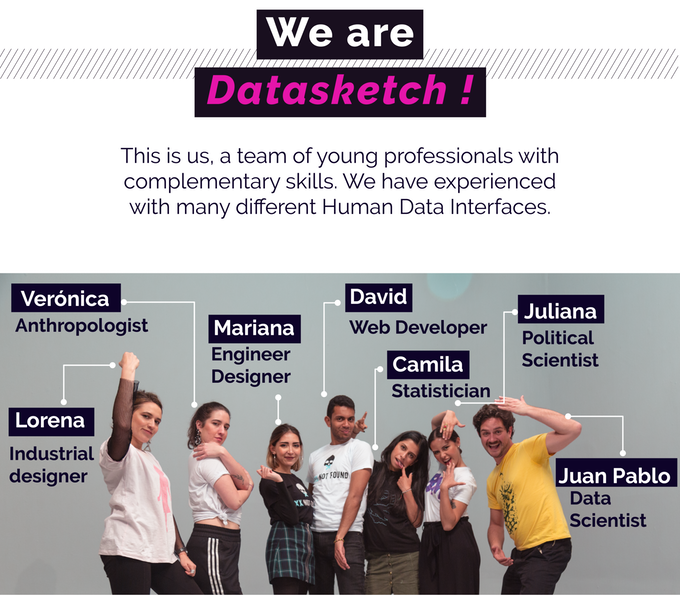 We are
Datasketch !
This is us, a team of young professionals with
complementary skills. We have experienced
with many different Human Data Interfaces.
Verónica
Anthropologist
Mariana
Engineer
Designer
David
Web Developer
Camila
Statistician
Juliana
Political
Scientist
Lorena
Industrial
designer
Juan Pablo
Data
Scientist
NOT FOUND